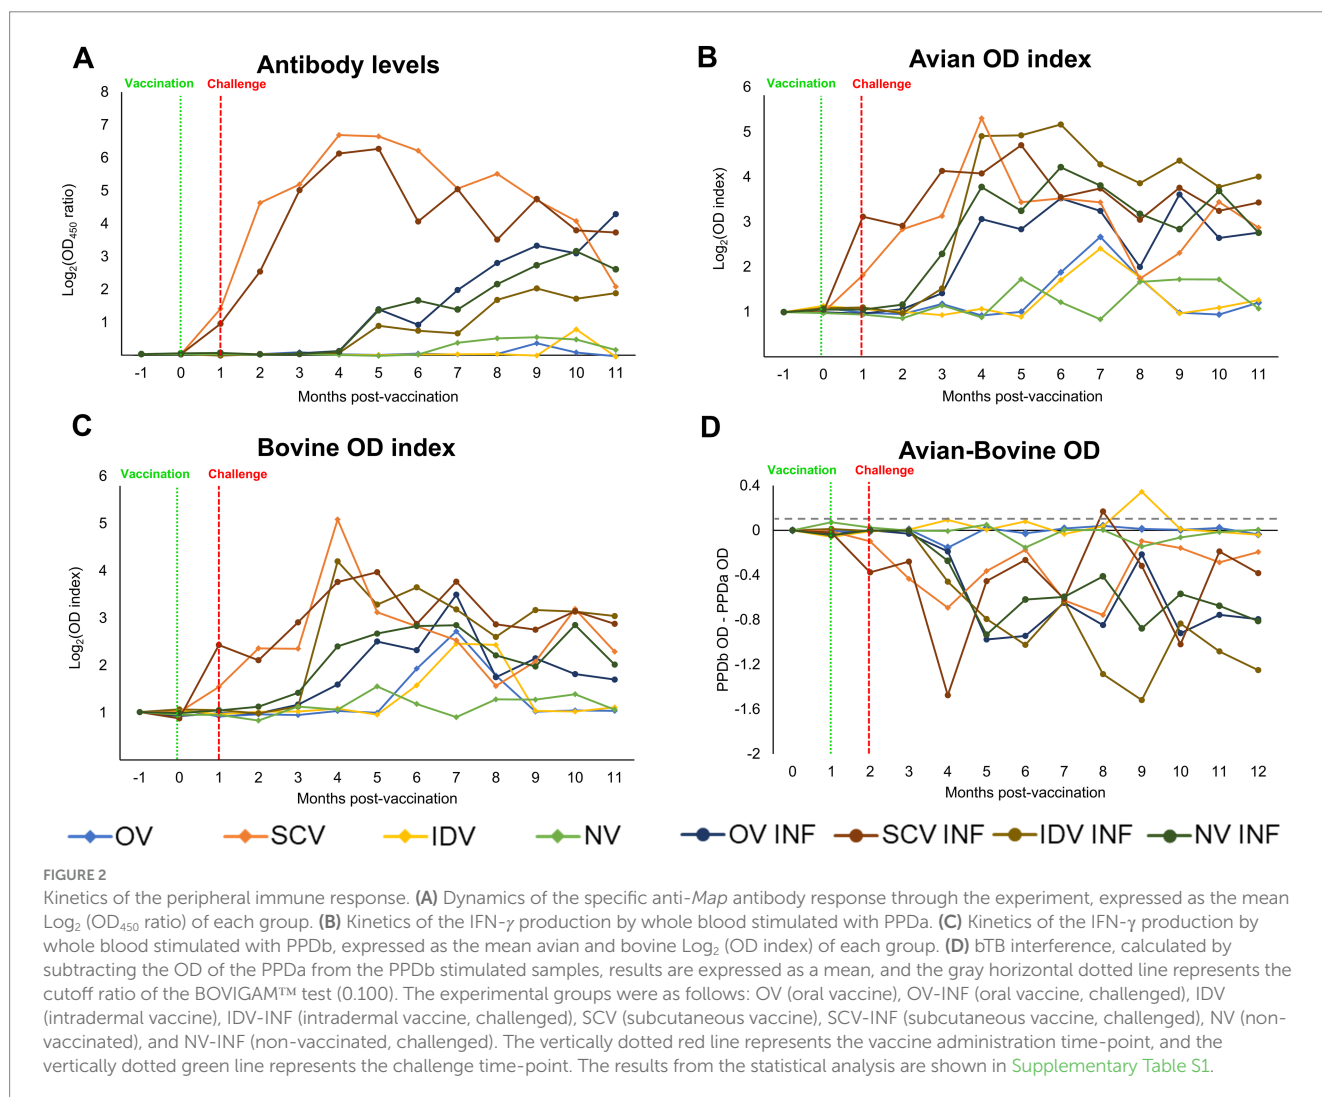 A
Antibody levels
Vaccination
Challenge
8
7
6
5
4
3
2
1
Log2(OD450 ratio)
-1 0 1 2 3 4 5 6 7 8 9 10 11
Months post-vaccination
B
Avian OD index
Vaccination
Challenge
6
5
4
3
2
1
Log2(OD index)
-1 0 1 2 3 4 5 6 7 8 9 10 11
Months post-vaccination
C
Bovine OD index
Vaccination
Challenge
6
5
4
3
2
1
Log2(OD index)
-1 0 1 2 3 4 5 6 7 8 9 10 11
Months post-vaccination
D
Avian-Bovine OD
Vaccination
Challenge
0.4
0
-0.4
-0.8
-1.2
-1.6
-2
PPDb OD - PPDa OD
0 1 2 3 4 5 6 7 8 9 10 11 12
Months post-vaccination
OV SCV IDV NV OV INF SCV INF IDV INF NV INF
FIGURE 2
Kinetics of the peripheral immune response. (A) Dynamics of the specific anti-Map antibody response through the experiment, expressed as the mean
Log2 (OD450 ratio) of each group. (B) Kinetics of the IFN-γ production by whole blood stimulated with PPDa. (C) Kinetics of the IFN-γ production by
whole blood stimulated with PPDb, expressed as the mean avian and bovine Log2 (OD index) of each group. (D) bTB interference, calculated by
subtracting the OD of the PPDa from the PPDb stimulated samples, results are expressed as a mean, and the gray horizontal dotted line represents the
cutoff ratio of the BOVIGAM™ test (0.100). The experimental groups were as follows: OV (oral vaccine), OV-INF (oral vaccine, challenged), IDV
(intradermal vaccine), IDV-INF (intradermal vaccine, challenged), SCV (subcutaneous vaccine), SCV-INF (subcutaneous vaccine, challenged), NV (non-
vaccinated), and NV-INF (non-vaccinated, challenged). The vertically dotted red line represents the vaccine administration time-point, and the
vertically dotted green line represents the challenge time-point. The results from the statistical analysis are shown in Supplementary Table S1.